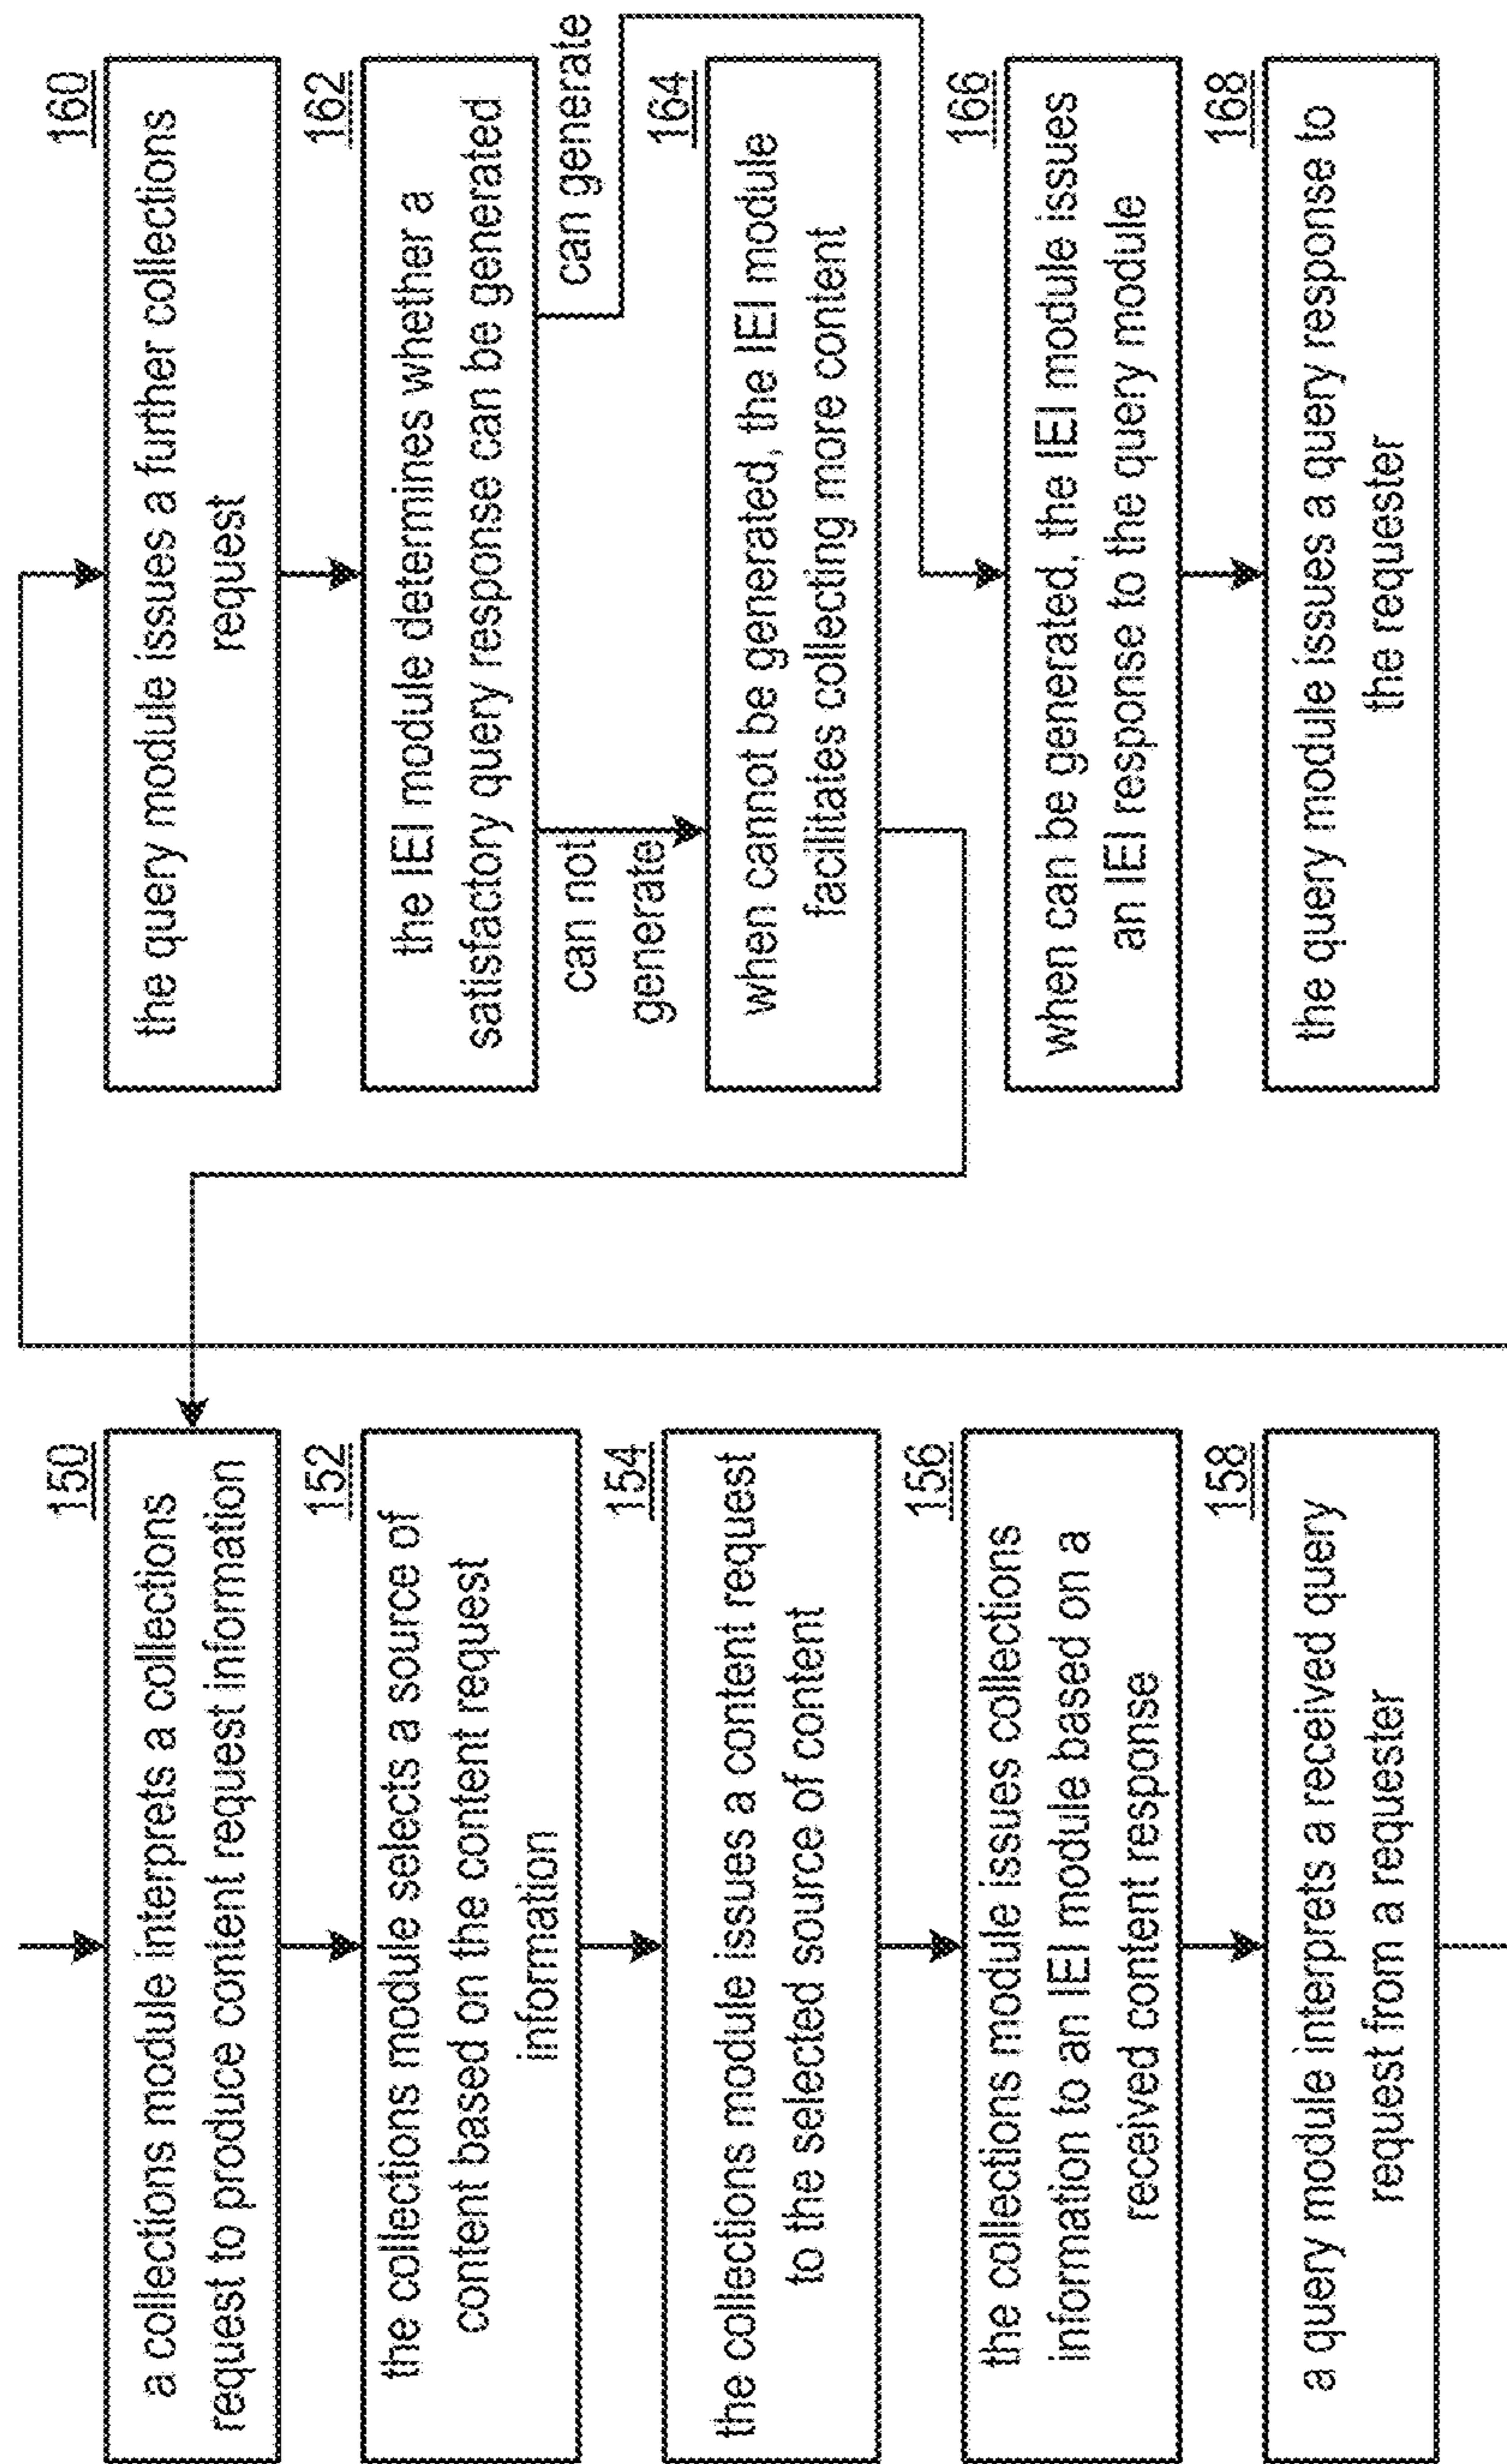 150
a collections module interprets a collections
request to produce content request information
152
the collections module selects a source of
content based on the content request
information
154
the collections module issues a content request
to the selected source of content
156
the collections module issues collections
information to an IEI module based on a
received content response
158
a query module interprets a received query
request from a requester
160
the query module issues a further collections
request
162
the IEI module determines whether a
satisfactory query response can be generated
can not
generate
can generate
164
when cannot be generated, the IEI module
facilitates collecting more content
166
when can be generated, the IEI module issues
an IEI response to the query module
168
the query module issues a query response to
the requester